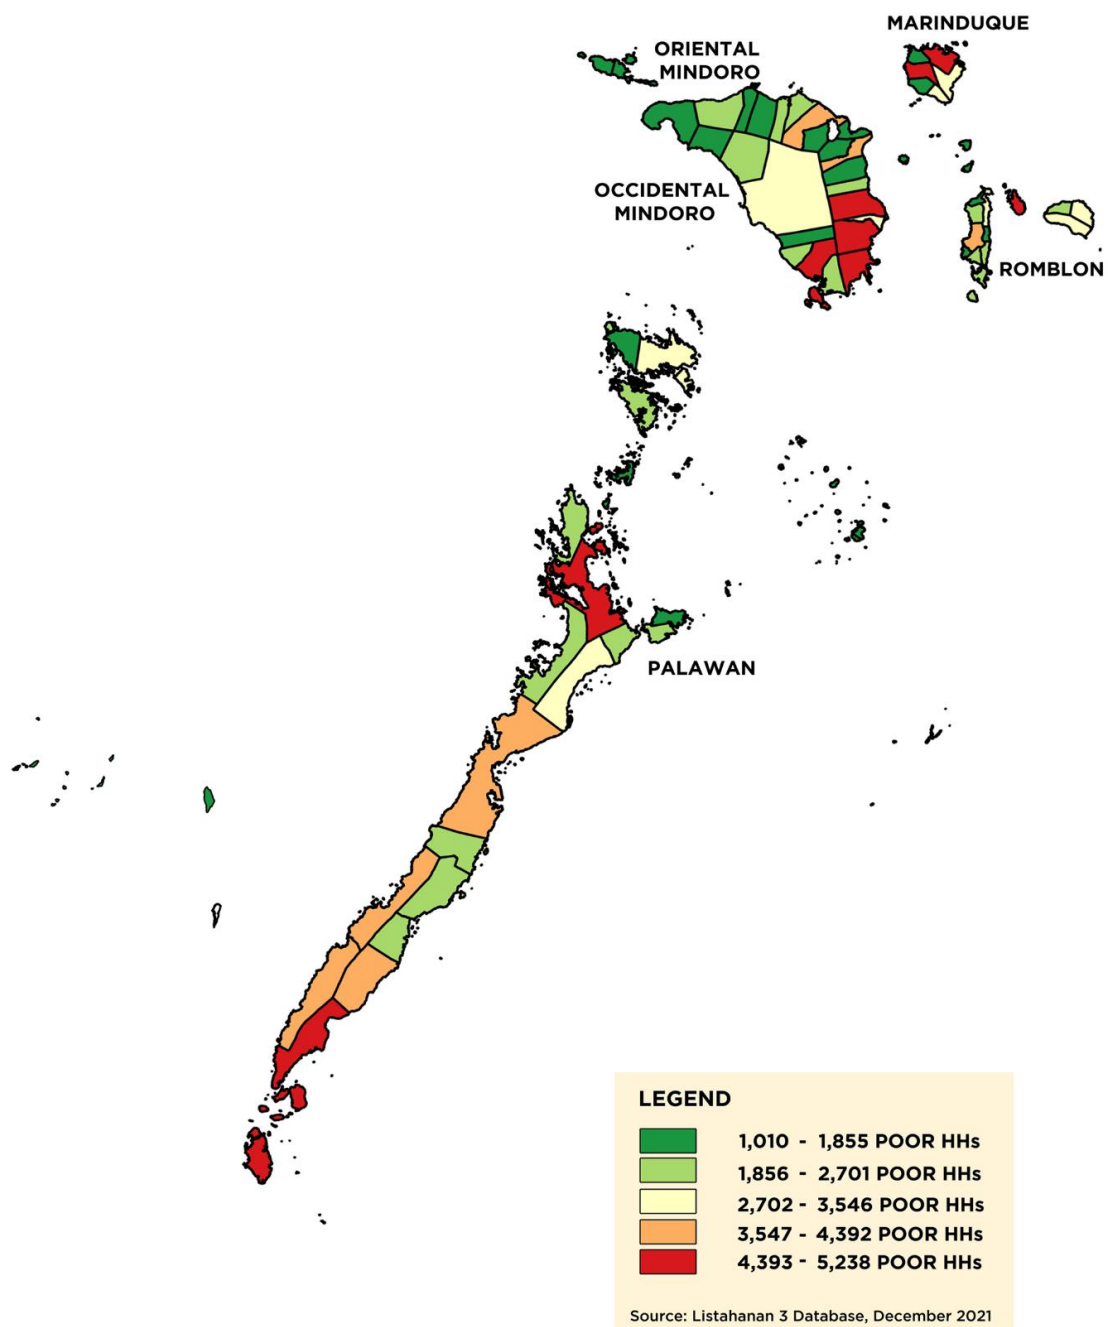 MARINDUQUE
ORIENTAL
MINDORO
OCCIDENTAL
MINDORO
ROMBLON
PALAWAN
LEGEND
1,010 - 1,855 POOR HHs
1,856 - 2,701 POOR HHs
2,702 - 3,546 POOR HHs
3,547 - 4,392 POOR HHs
4,393 - 5,238 POOR HHs
Source: Listahanan 3 Database, December 2021